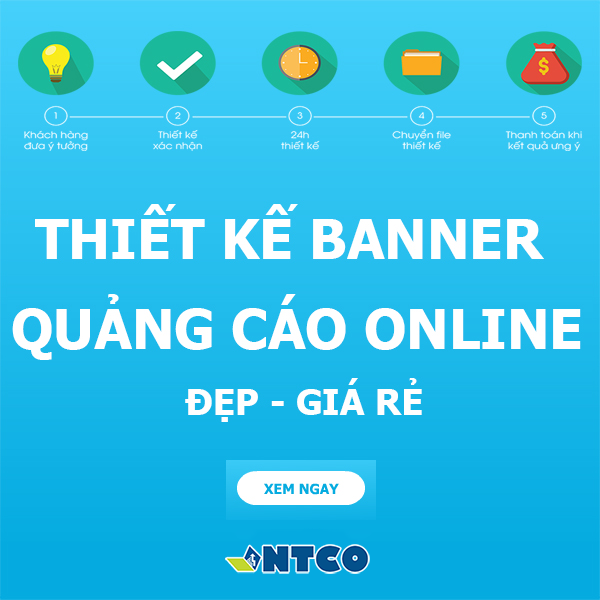 1 2 3 4 5
Khách hàng Thiết kế 24h Chuyển file Thanh toán khi
đưa ý tưởng xác nhận thiết kế thiết kế kết quả ưng ý
THIẾT KẾ BANNER
QUẢNG CÁO ONLINE
ĐẸP - GIÁ RẺ
XEM NGAY
NTCO